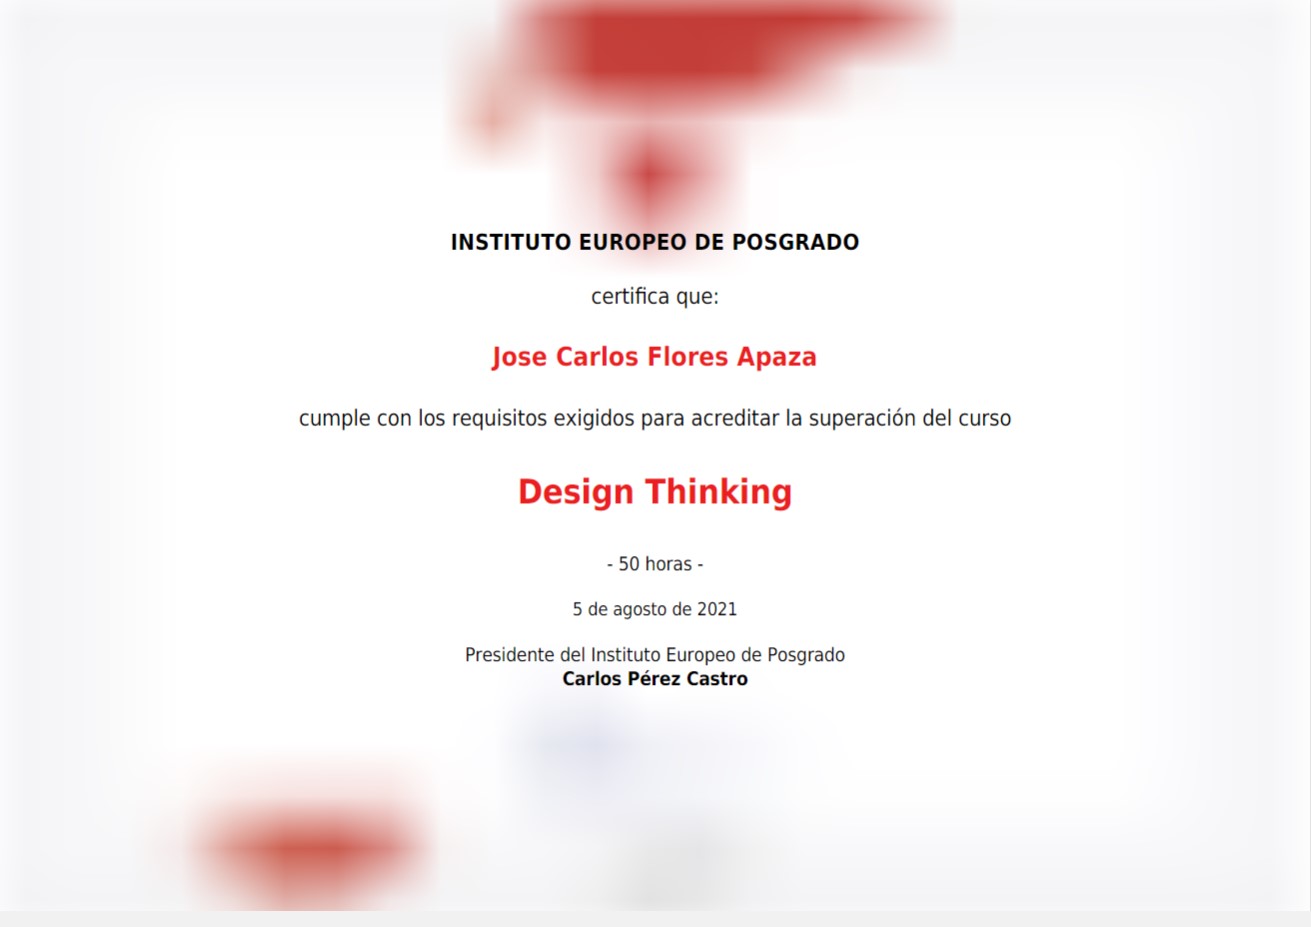 INSTITUTO EUROPEO DE POSGRADO
certifica que:
Jose Carlos Flores Apaza
cumple con los requisitos exigidos para acreditar la superación del curso
Design Thinking
- 50 horas -
5 de agosto de 2021
Presidente del Instituto Europeo de Posgrado
Carlos Pérez Castro